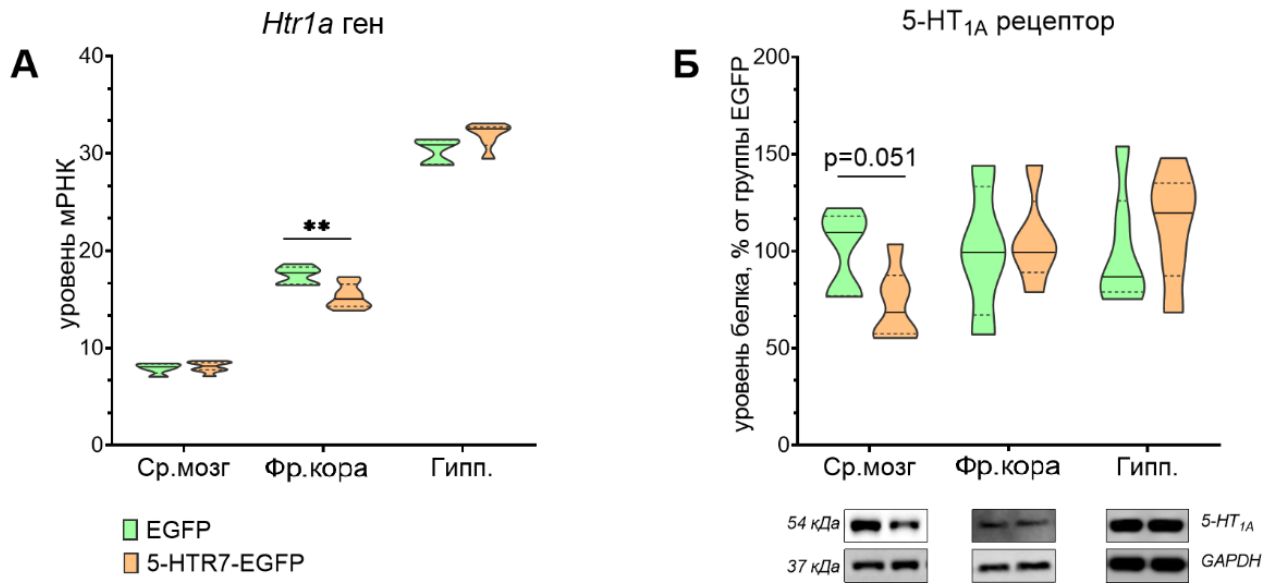 Htr1a ген
А
уровень мРНК
40
30
20
10
0
**
Ср.мозг Фр.кора Гипп.
EGFP
5-HTR7-EGFP
5-HT1A рецептор
Б
уровень белка, % от группы EGFP
200
150
100
50
0
p=0.051
Ср.мозг Фр.кора Гипп.
54 кДа
5-HT1A
37 кДа
GAPDH